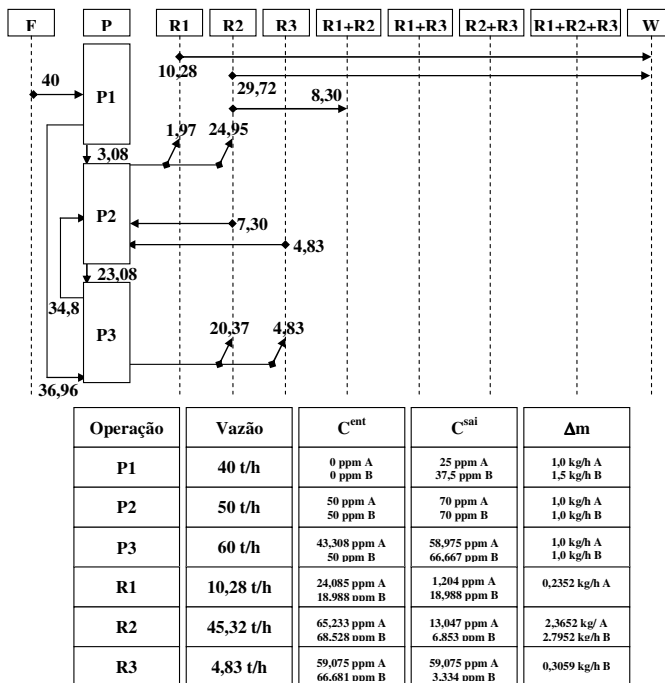 F P R1 R2 R3 R1+R2 R1+R3 R2+R3 R1+R2+R3 W
10,28
40
29,72
P1
8,30
1,97 24,95
3,08
P2
7,30
4,83
23,08
34,8
P3
20,37 4,83
36,96
Operação Vazão C^ent C^sai Δm
P1 40 t/h 0 ppm A 25 ppm A 1,0 kg/h A
0 ppm B 37,5 ppm B 1,5 kg/h B
P2 50 t/h 50 ppm A 70 ppm A 1,0 kg/h A
50 ppm B 70 ppm B 1,0 kg/h B
P3 60 t/h 43,308 ppm A 58,975 ppm A 1,0 kg/h A
50 ppm B 66,667 ppm B 1,0 kg/h B
R1 10,28 t/h 24,085 ppm A 1,204 ppm A 0,2352 kg/h A
18.988 ppm B 18,988 ppm B
R2 45,32 t/h 65,233 ppm A 13,047 ppm A 2,3652 kg/ A
68.528 ppm B 6.853 ppm B 2.7952 kg/h B
R3 4,83 t/h 59,075 ppm A 59,075 ppm A 0,3059 kg/h B
66.681 ppm B 3.334 ppm B